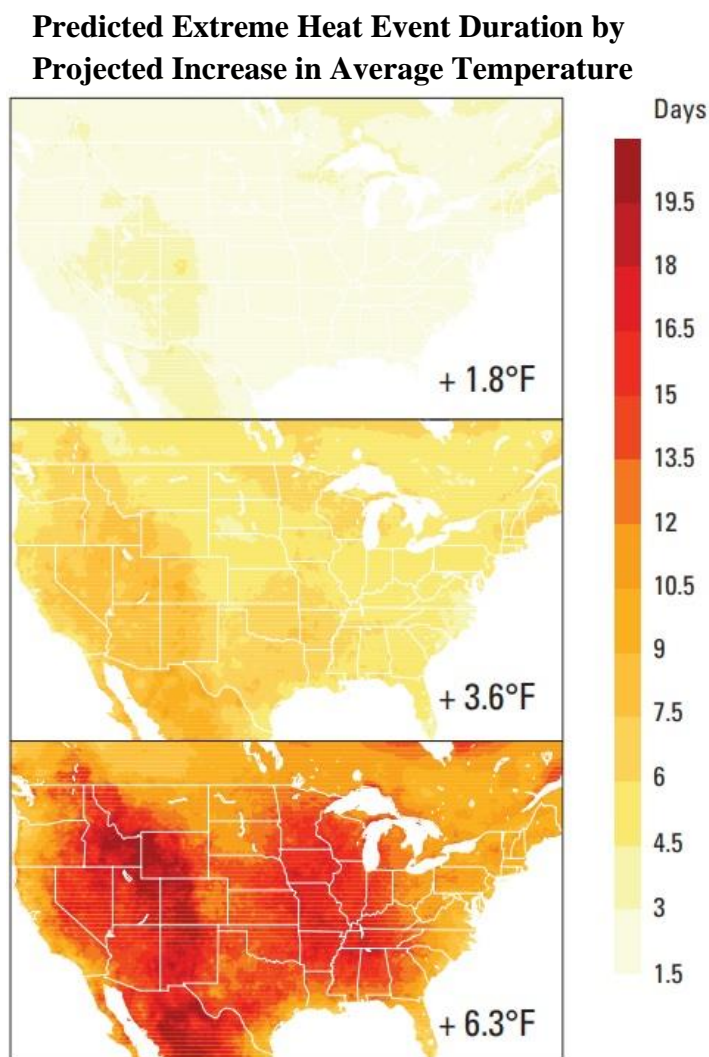 Predicted Extreme Heat Event Duration by
Projected Increase in Average Temperature
Days
19.5
18
16.5
15
13.5
12
10.5
9
7.5
6
4.5
3
1.5
+ 1.8°F
+ 3.6°F
+ 6.3°F